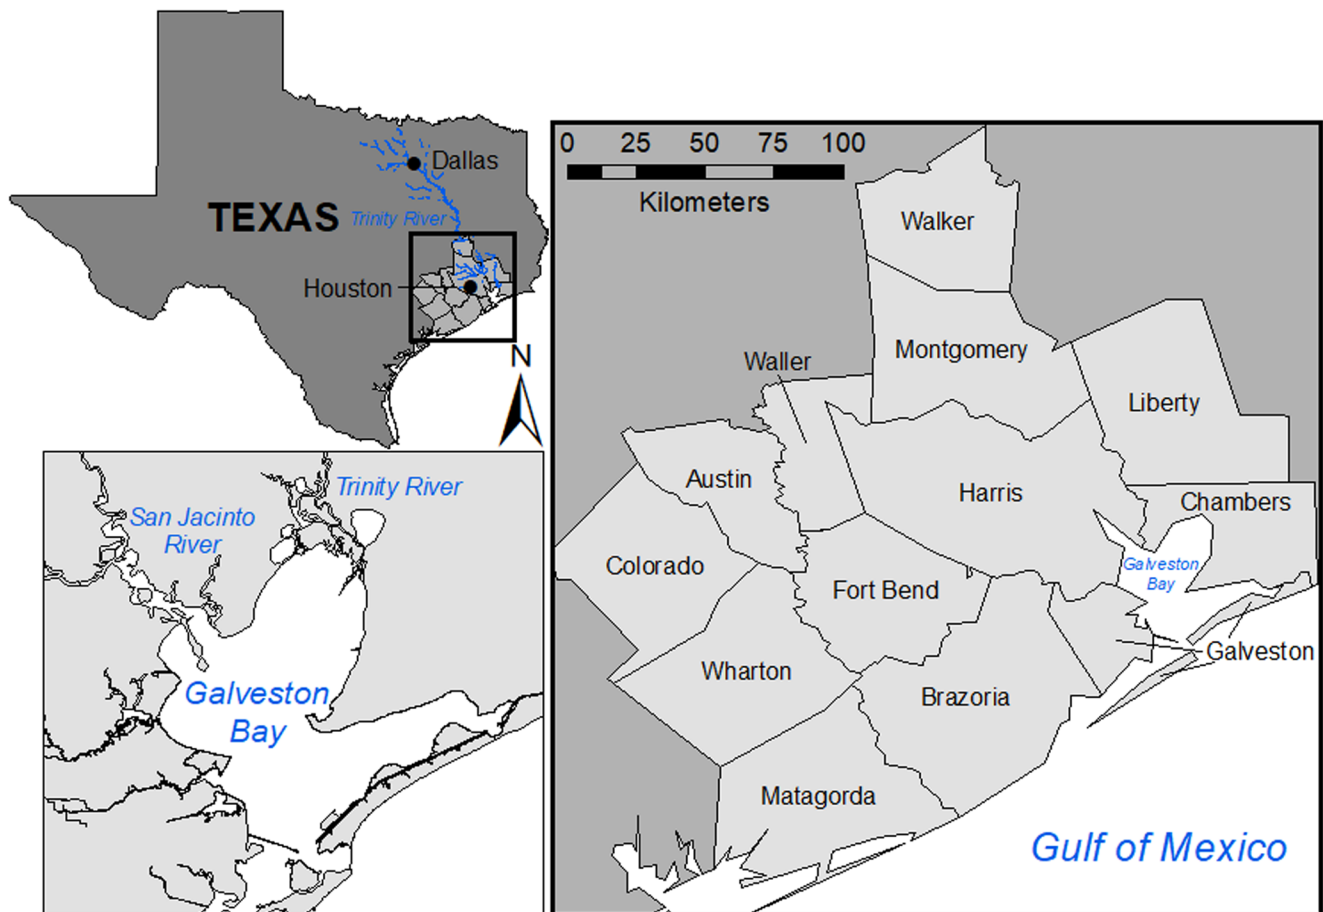 Dallas
TEXAS
Trinity River
Houston
N
0 25 50 75 100
Kilometers
Walker
Montgomery
Waller
Liberty
Austin
Harris
Chambers
Colorado
Fort Bend
Galveston
Bay
Wharton
Galveston
Brazoria
Matagorda
Gulf of Mexico
Trinity River
San Jacinto
River
Galveston
Bay